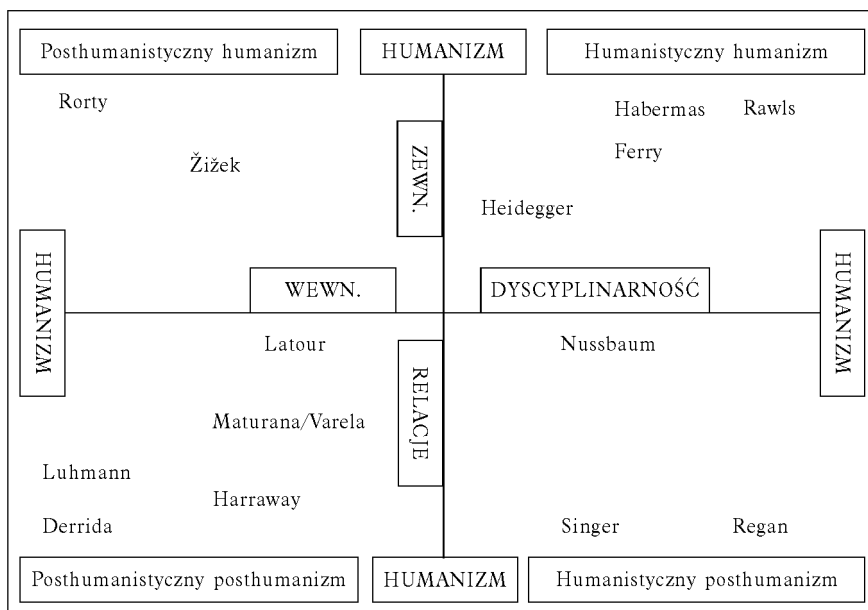 Posthumanistyczny humanizm
HUMANIZM
Humanistyczny humanizm
Rorty
Habermas
Rawls
ZEWN.
Žižek
Ferry
Heidegger
HUMANIZM
WEWN.
DYSCYPLINARNOŚĆ
HUMANIZM
Latour
RELACJE
Nussbaum
Maturana/Varela
Luhmann
Harraway
Derrida
Singer
Regan
Posthumanistyczny posthumanizm
HUMANIZM
Humanistyczny posthumanizm